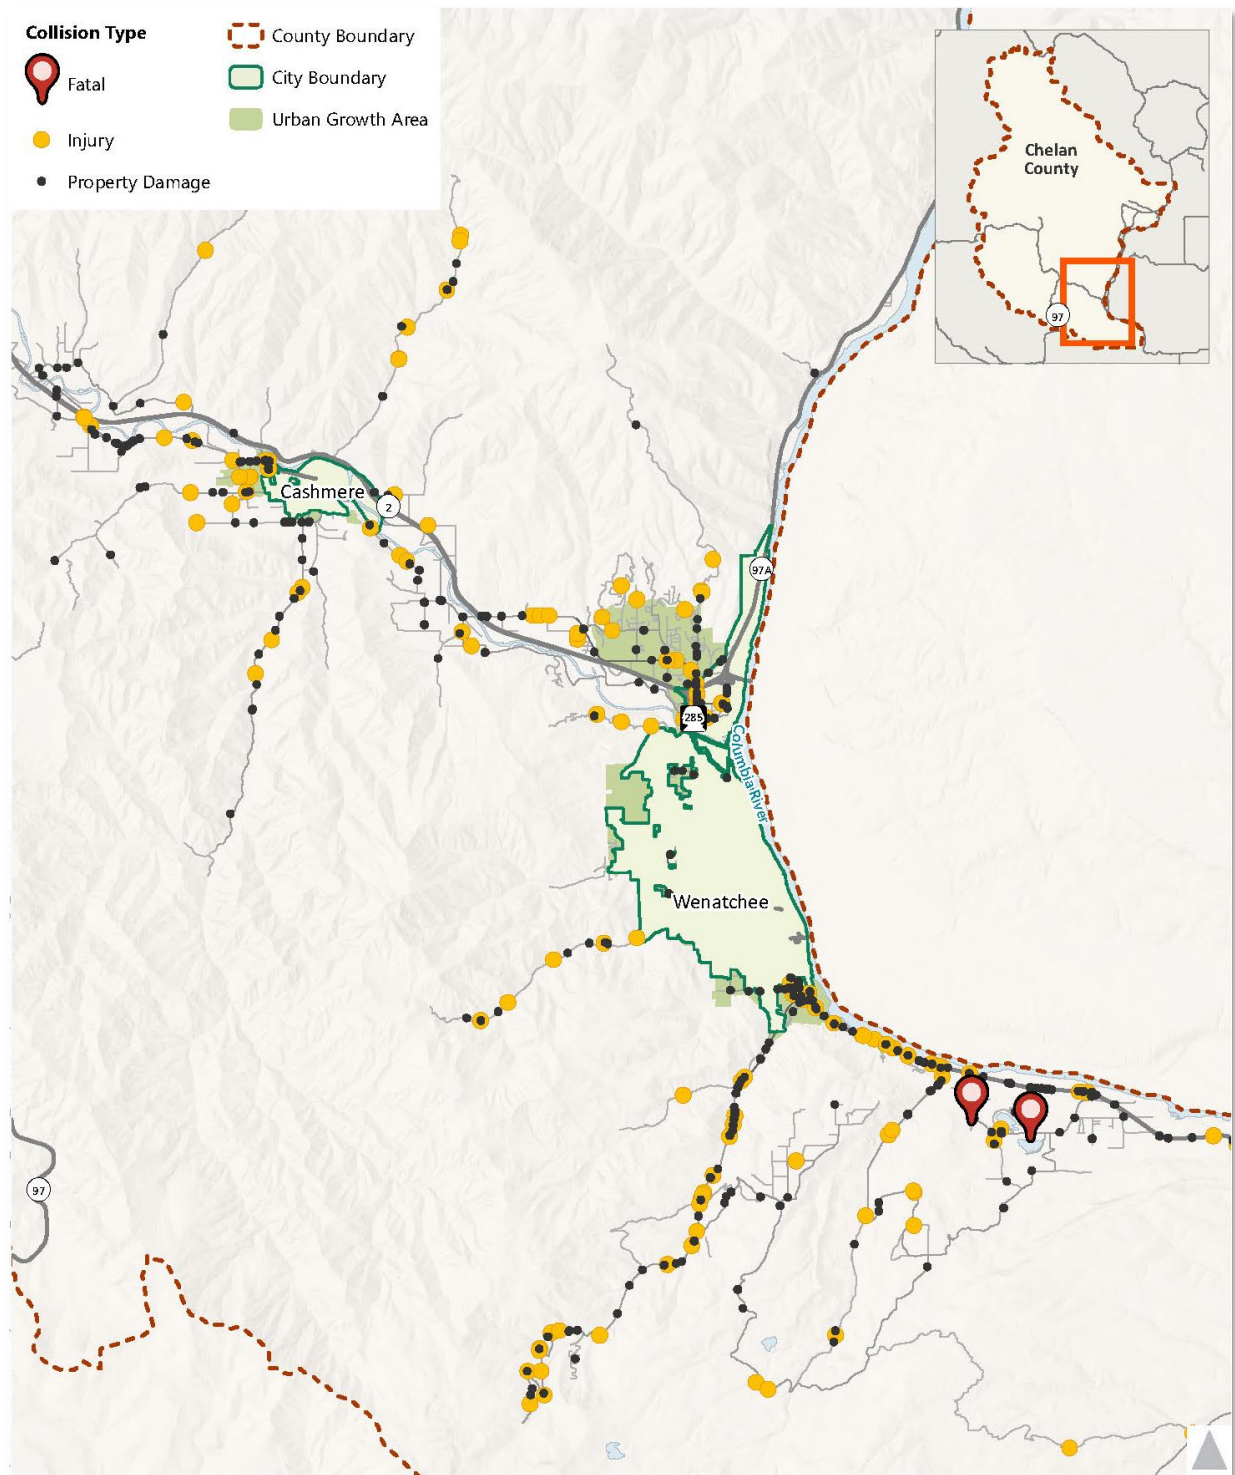 Collision Type
Fatal
Injury
Property Damage
County Boundary
City Boundary
Urban Growth Area
Chelan
County
97
Cashmere
2
97A
285
Columbia River
Wenatchee
97